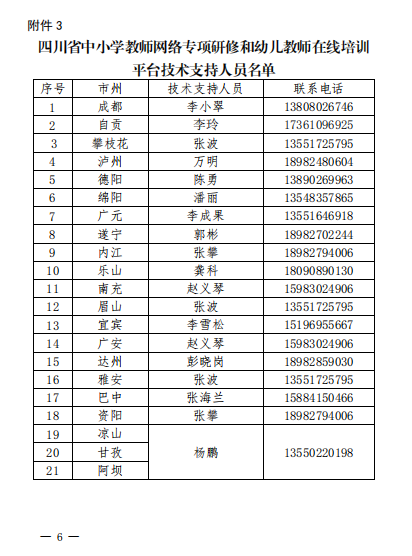 附件 3
四川省中小学教师网络专项研修和幼儿教师在线培训
平台技术支持人员名单
序号 市州 技术支持人员 联系电话
1 成都 李小翠 13808026746
2 自贡 李玲 17361096925
3 攀枝花 张波 13551725795
4 泸州 万明 18982480604
5 德阳 陈勇 13890269963
6 绵阳 潘丽 13548357865
7 广元 李成果 13551646918
8 遂宁 郭彬 18982702244
9 内江 张攀 18982794006
10 乐山 龚科 18090890130
11 南充 赵义琴 15983024906
12 眉山 张波 13551725795
13 宜宾 李雪松 15196955667
14 广安 赵义琴 15983024906
15 达州 彭晓岗 18982859030
16 雅安 张波 13551725795
17 巴中 张海兰 15884150466
18 资阳 张攀 18982794006
19 凉山
20 甘孜 杨鹏 13550220198
21 阿坝
— 6 —